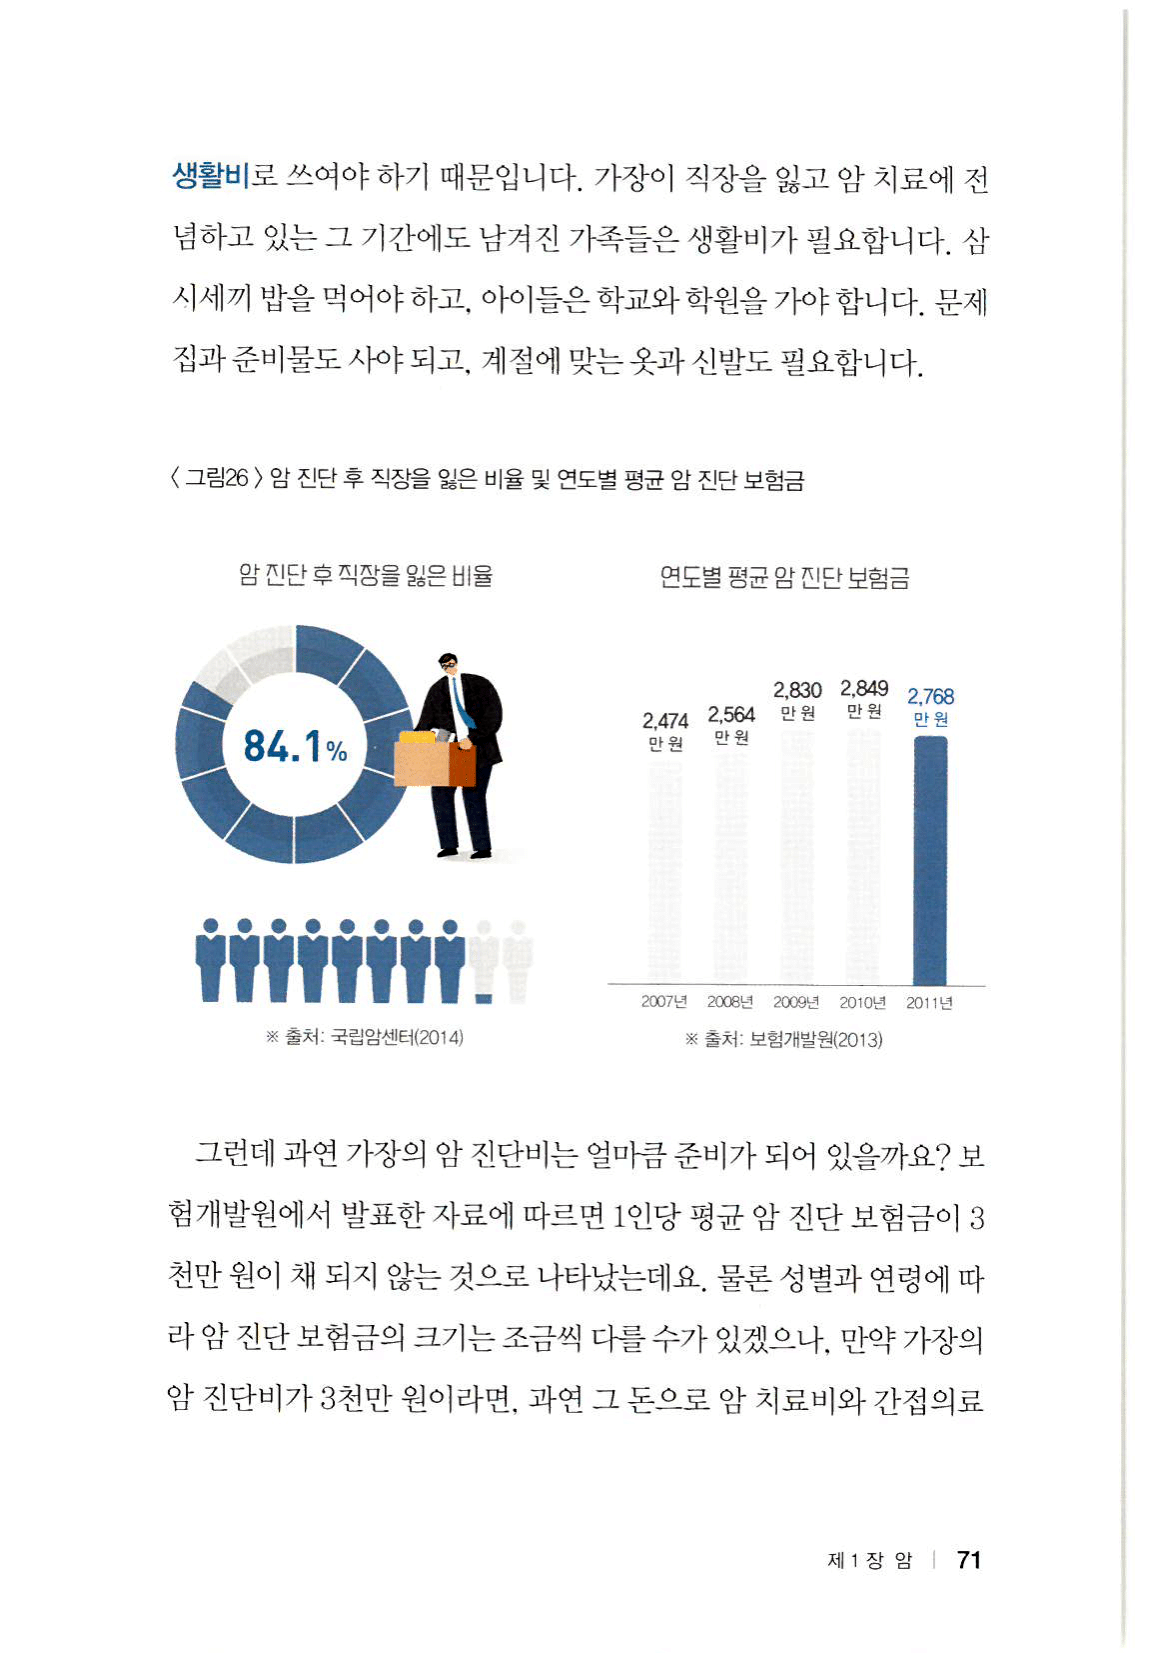 생활비로 쓰여야 하기 때문입니다. 가장이 직장을 잃고 암 치료에 전
념하고 있는 그 기간에도 남겨진 가족들은 생활비가 필요합니다. 삼
시세끼 밥을 먹어야 하고, 아이들은 학교와 학원을 가야 합니다. 문제
집과 준비물도 사야 되고, 계절에 맞는 옷과 신발도 필요합니다.
〈그림26〉 암 진단 후 직장을 잃은 비율 및 연도별 평균 암 진단 보험금
암 진단 후 직장을 잃은 비율
84.1%
※ 출처: 국립암센터(2014)
연도별 평균 암 진단 보험금
2,474 만 원
2,564 만 원
2,830 만 원
2,849 만 원
2,768 만 원
2007년 2008년 2009년 2010년 2011년
※ 출처: 보험개발원(2013)
그런데 과연 가장의 암 진단비는 얼마큼 준비가 되어 있을까요? 보
험개발원에서 발표한 자료에 따르면 1인당 평균 암 진단 보험금이 3
천만 원이 채 되지 않는 것으로 나타났는데요. 물론 성별과 연령에 따
라 암 진단 보험금의 크기는 조금씩 다를 수가 있겠으나, 만약 가장의
암 진단비가 3천만 원이라면, 과연 그 돈으로 암 치료비와 간접의료
제1장 암 | 71